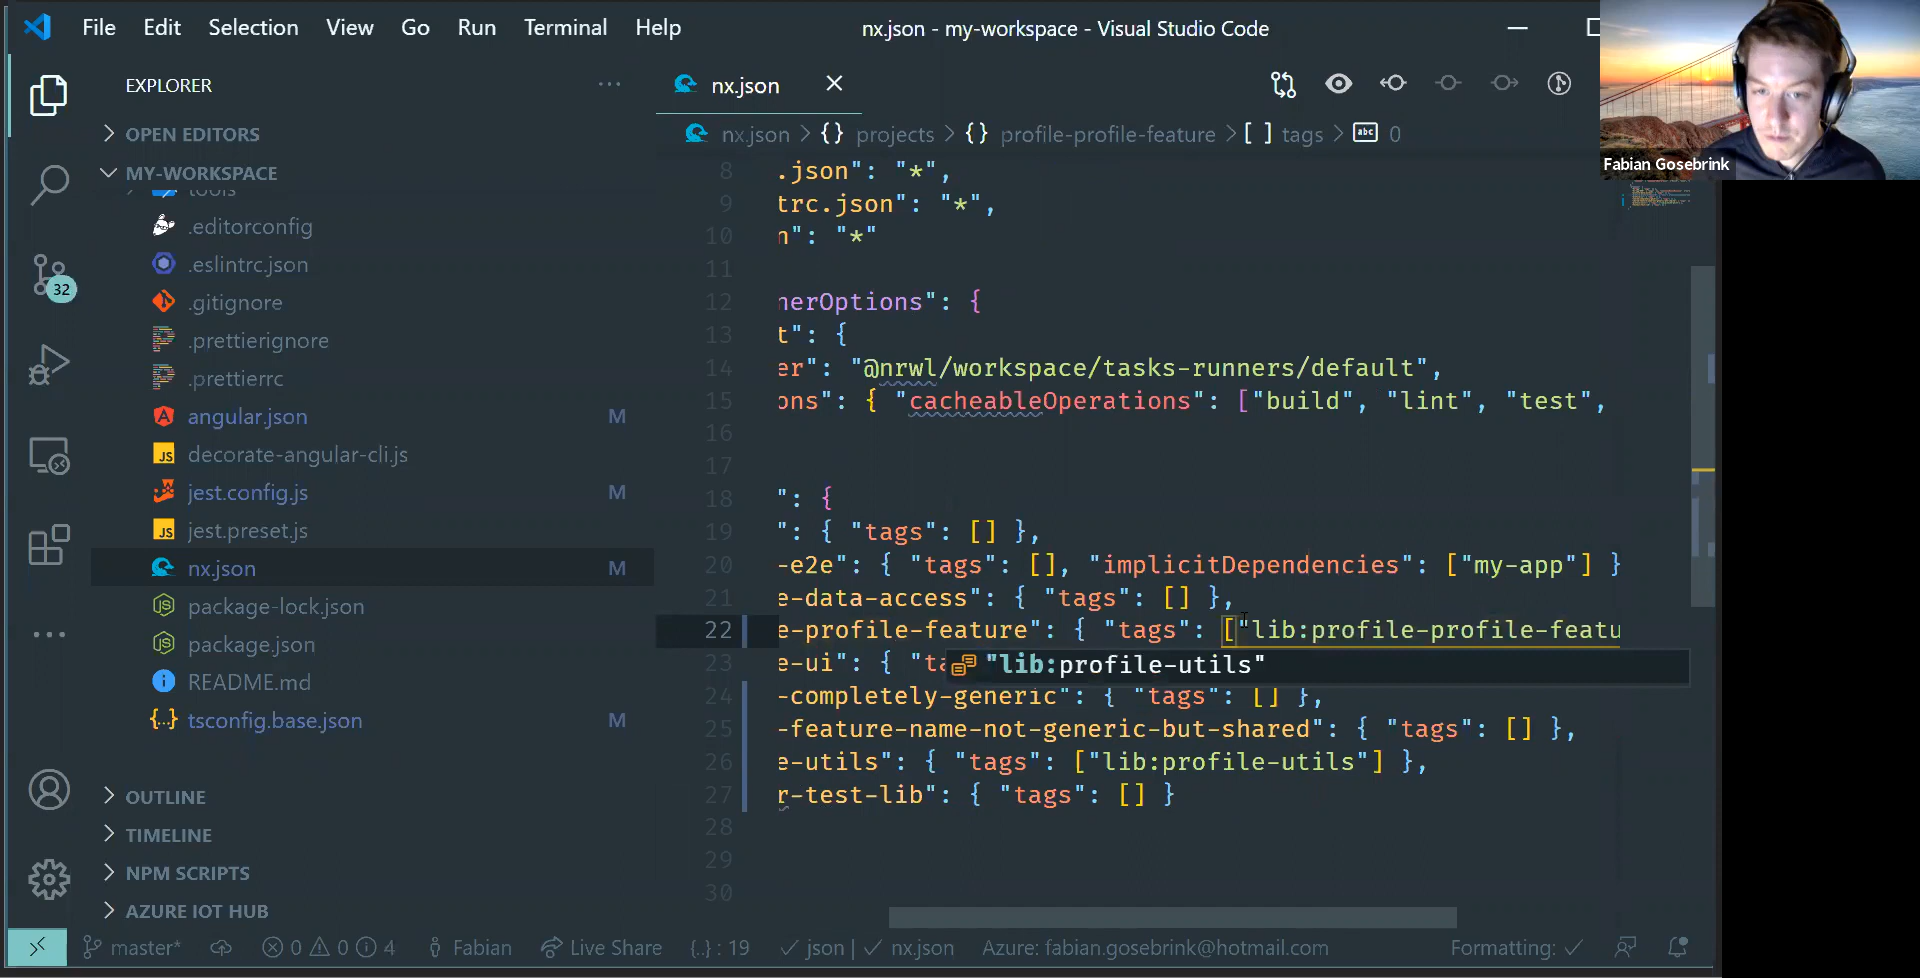 File Edit Selection View Go Run Terminal Help
nx.json - my-workspace - Visual Studio Code
EXPLORER
OPEN EDITORS
MY-WORKSPACE
tools
.editorconfig
.eslintrc.json
.gitignore
.prettierignore
.prettierrc
angular.json M
decorate-angular-cli.js
jest.config.js M
jest.preset.js
nx.json M
package-lock.json
package.json
README.md
tsconfig.base.json M
OUTLINE
TIMELINE
NPM SCRIPTS
AZURE IOT HUB
32
nx.json
nx.json > {} projects > {} profile-profile-feature > [ ] tags > abc 0
8 .json": "*",
9 trc.json": "*",
10 n": "*"
11
12 nerOptions": {
13 t": {
14 er": "@nrwl/workspace/tasks-runners/default",
15 ons": { "cacheableOperations": ["build", "lint", "test",
16
17
18 ": {
19 ": { "tags": [] },
20 -e2e": { "tags": [], "implicitDependencies": ["my-app"] }
21 e-data-access": { "tags": [] },
22 e-profile-feature": { "tags": ["lib:profile-profile-featu
23 e-ui": { "ta
"lib:profile-utils"
24 -completely-generic": { "tags": [] },
25 -feature-name-not-generic-but-shared": { "tags": [] },
26 e-utils": { "tags": ["lib:profile-utils"] },
27 r-test-lib": { "tags": [] }
28
29
30
Fabian Gosebrink
master* 0 0 4 Fabian Live Share {..} : 19 json | nx.json Azure: fabian.gosebrink@hotmail.com Formatting: